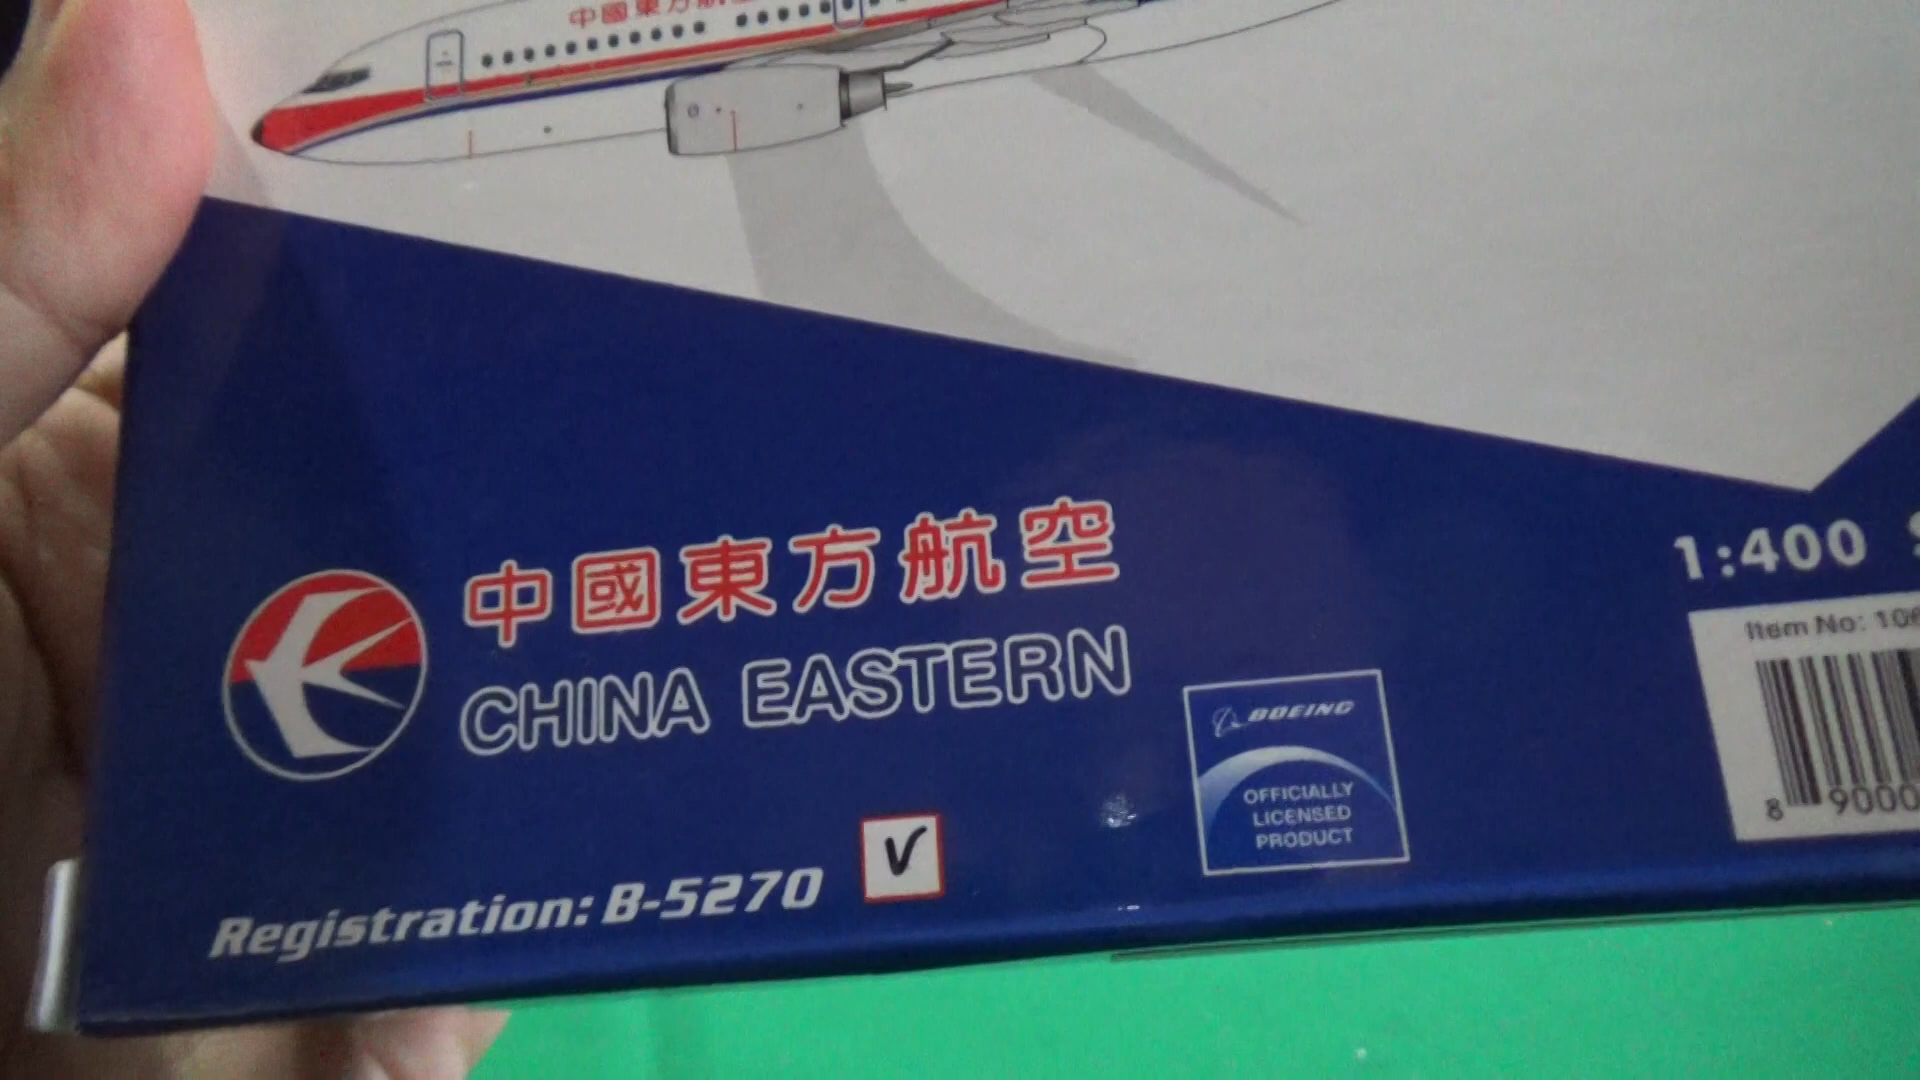 中國東方航空
中國東方航空
CHINA EASTERN
1:400
Item No: 106
BOEING
OFFICIALLY
LICENSED
PRODUCT
8 90000
Registration: B-5270